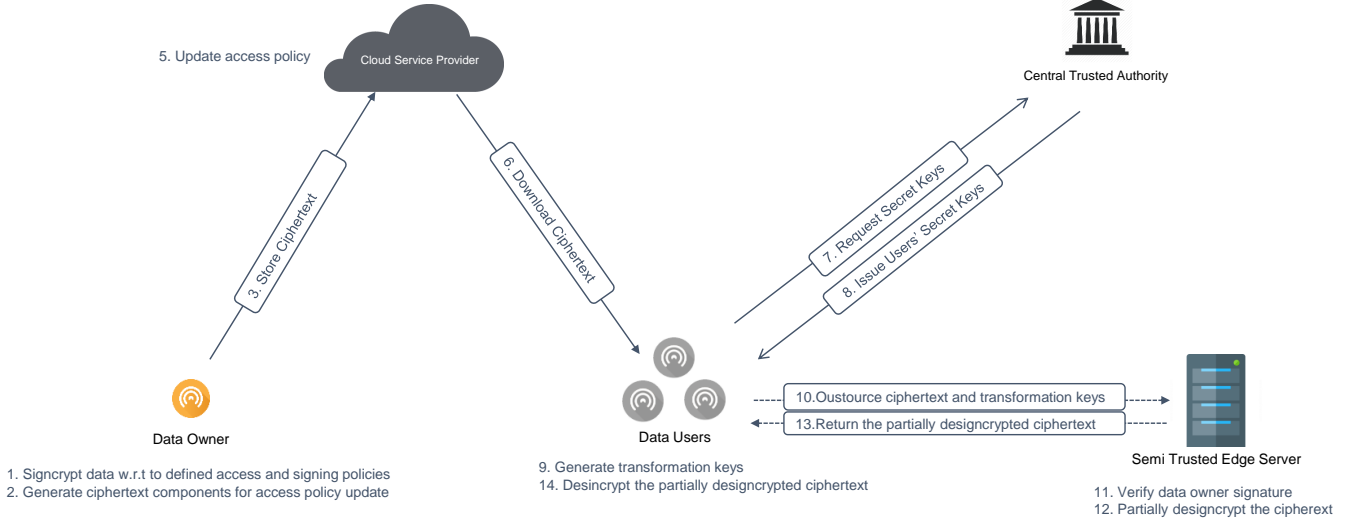 5. Update access policy
Cloud Service Provider
Central Trusted Authority
3. Store Ciphertext
6. Download Ciphertext
7. Request Secret Keys
8. Issue Users' Secret Keys
Data Owner
1. Signcrypt data w.r.t to defined access and signing policies
2. Generate ciphertext components for access policy update
Data Users
9. Generate transformation keys
14. Desincrypt the partially designcrypted ciphertext
10.Oustource ciphertext and transformation keys
13.Return the partially designcrypted ciphertext
Semi Trusted Edge Server
11. Verify data owner signature
12. Partially designcrypt the cipherext